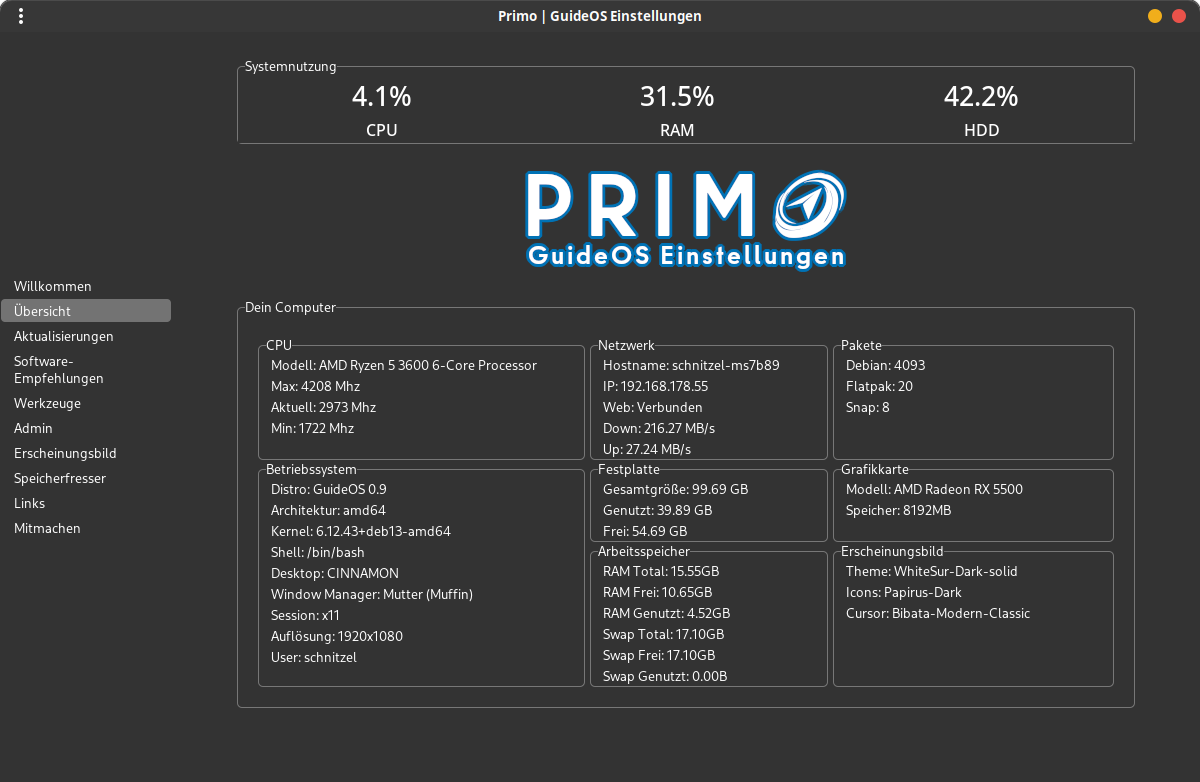 Primo | GuideOS Einstellungen
Systemnutzung
4.1%
CPU
31.5%
RAM
42.2%
HDD
PRIMO
GuideOS Einstellungen
Willkommen
Übersicht
Aktualisierungen
Software-
Empfehlungen
Werkzeuge
Admin
Erscheinungsbild
Speicherfresser
Links
Mitmachen
Dein Computer
CPU
Modell: AMD Ryzen 5 3600 6-Core Processor
Max: 4208 Mhz
Aktuell: 2973 Mhz
Min: 1722 Mhz
Netzwerk
Hostname: schnitzel-ms7b89
IP: 192.168.178.55
Web: Verbunden
Down: 216.27 MB/s
Up: 27.24 MB/s
Pakete
Debian: 4093
Flatpak: 20
Snap: 8
Betriebssystem
Distro: GuideOS 0.9
Architektur: amd64
Kernel: 6.12.43+deb13-amd64
Shell: /bin/bash
Desktop: CINNAMON
Window Manager: Mutter (Muffin)
Session: x11
Auflösung: 1920x1080
User: schnitzel
Festplatte
Gesamtgröße: 99.69 GB
Genutzt: 39.89 GB
Frei: 54.69 GB
Grafikkarte
Modell: AMD Radeon RX 5500
Speicher: 8192MB
Arbeitsspeicher
RAM Total: 15.55GB
RAM Frei: 10.65GB
RAM Genutzt: 4.52GB
Swap Total: 17.10GB
Swap Frei: 17.10GB
Swap Genutzt: 0.00B
Erscheinungsbild
Theme: WhiteSur-Dark-solid
Icons: Papirus-Dark
Cursor: Bibata-Modern-Classic